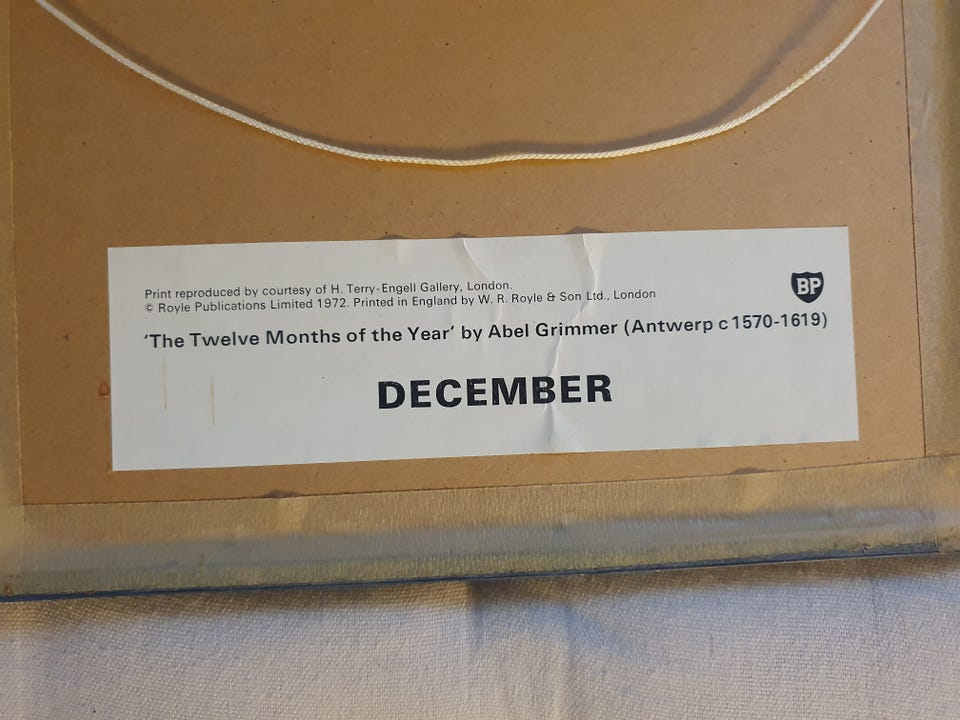 Print reproduced by courtesy of H. Terry-Engell Gallery, London.
© Royle Publications Limited 1972. Printed in England by W. R. Royle & Son Ltd., London
BP
'The Twelve Months of the Year' by Abel Grimmer (Antwerp c 1570-1619)
DECEMBER